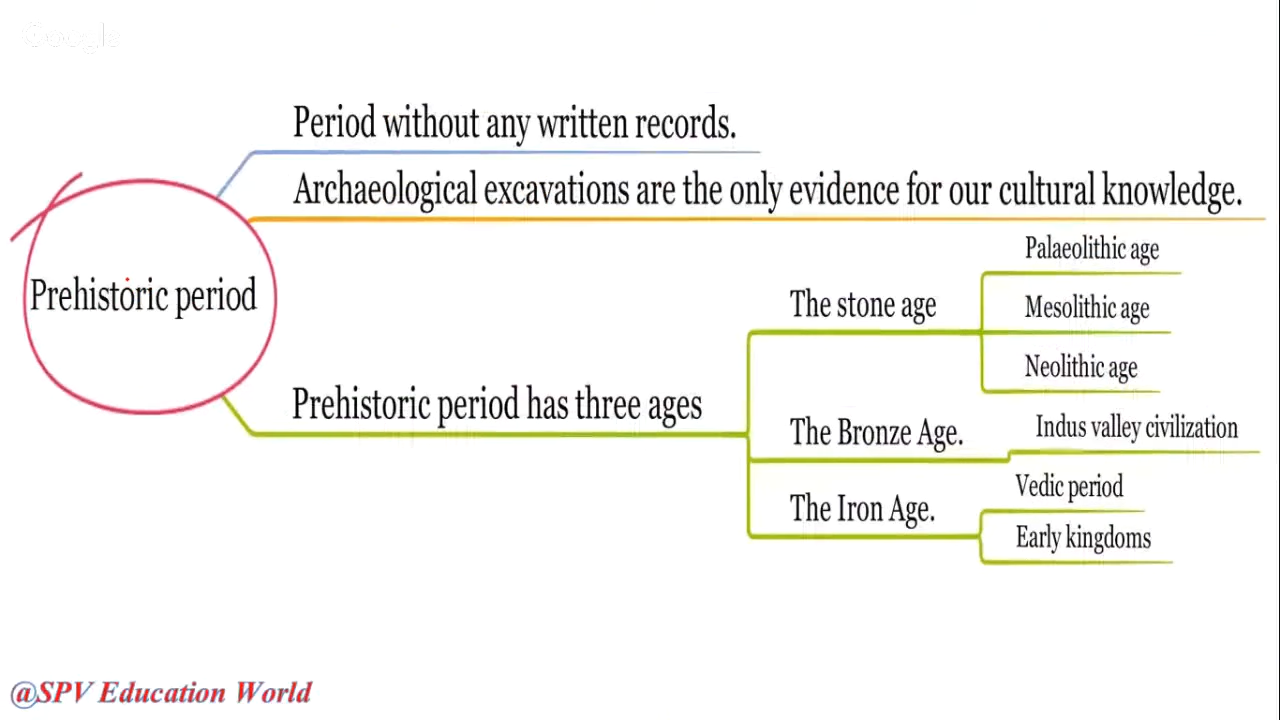 Google
Period without any written records.
Archaeological excavations are the only evidence for our cultural knowledge.
Prehistoric period
Prehistoric period has three ages
The stone age
Palaeolithic age
Mesolithic age
Neolithic age
The Bronze Age.
Indus valley civilization
The Iron Age.
Vedic period
Early kingdoms
@SPV Education World